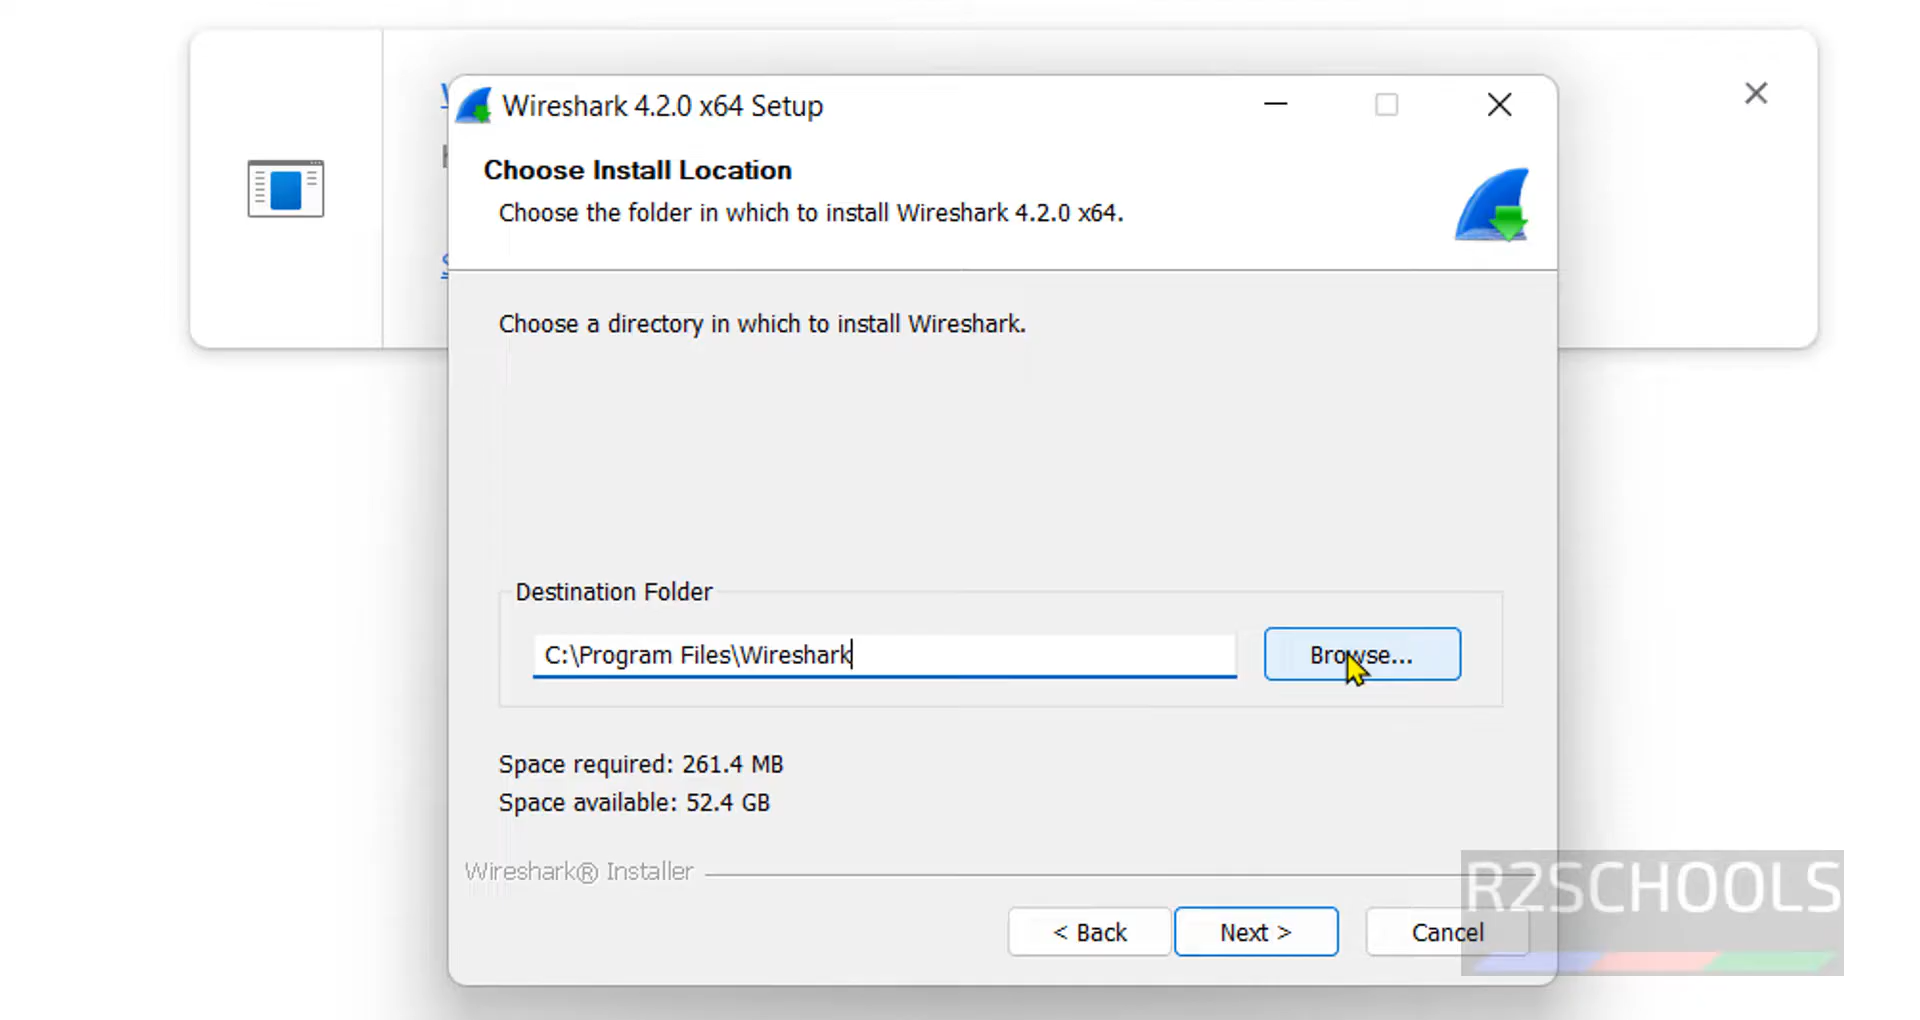 Wireshark 4.2.0 x64 Setup
Choose Install Location
Choose the folder in which to install Wireshark 4.2.0 x64.
Choose a directory in which to install Wireshark.
Destination Folder
C:\Program Files\Wireshark
Browse...
Space required: 261.4 MB
Space available: 52.4 GB
Wireshark® Installer
< Back
Next >
Cancel
R2SCHOOLS